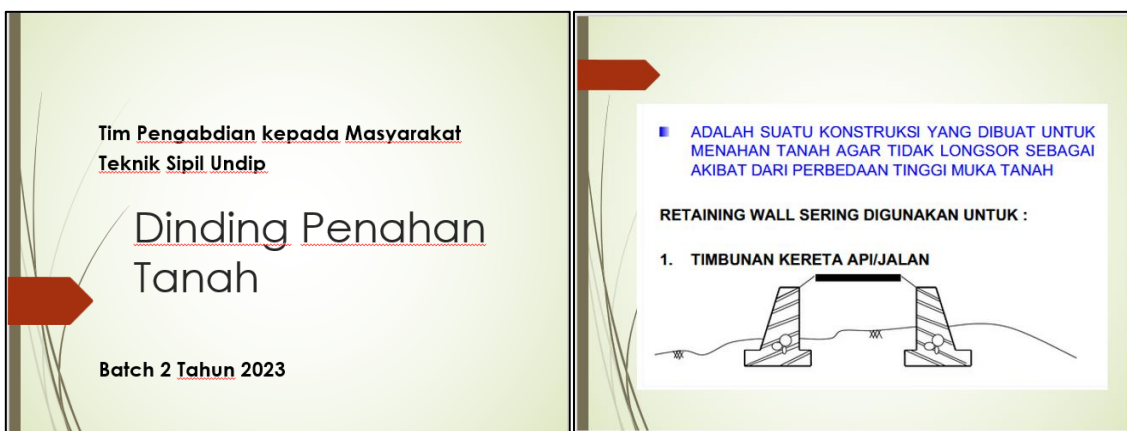 Tim Pengabdian kepada Masyarakat
Teknik Sipil Undip
Dinding Penahan
Tanah
Batch 2 Tahun 2023
ADALAH SUATU KONSTRUKSI YANG DIBUAT UNTUK
MENAHAN TANAH AGAR TIDAK LONGSOR SEBAGAI
AKIBAT DARI PERBEDAAN TINGGI MUKA TANAH
RETAINING WALL SERING DIGUNAKAN UNTUK :
1. TIMBUNAN KERETA API/JALAN